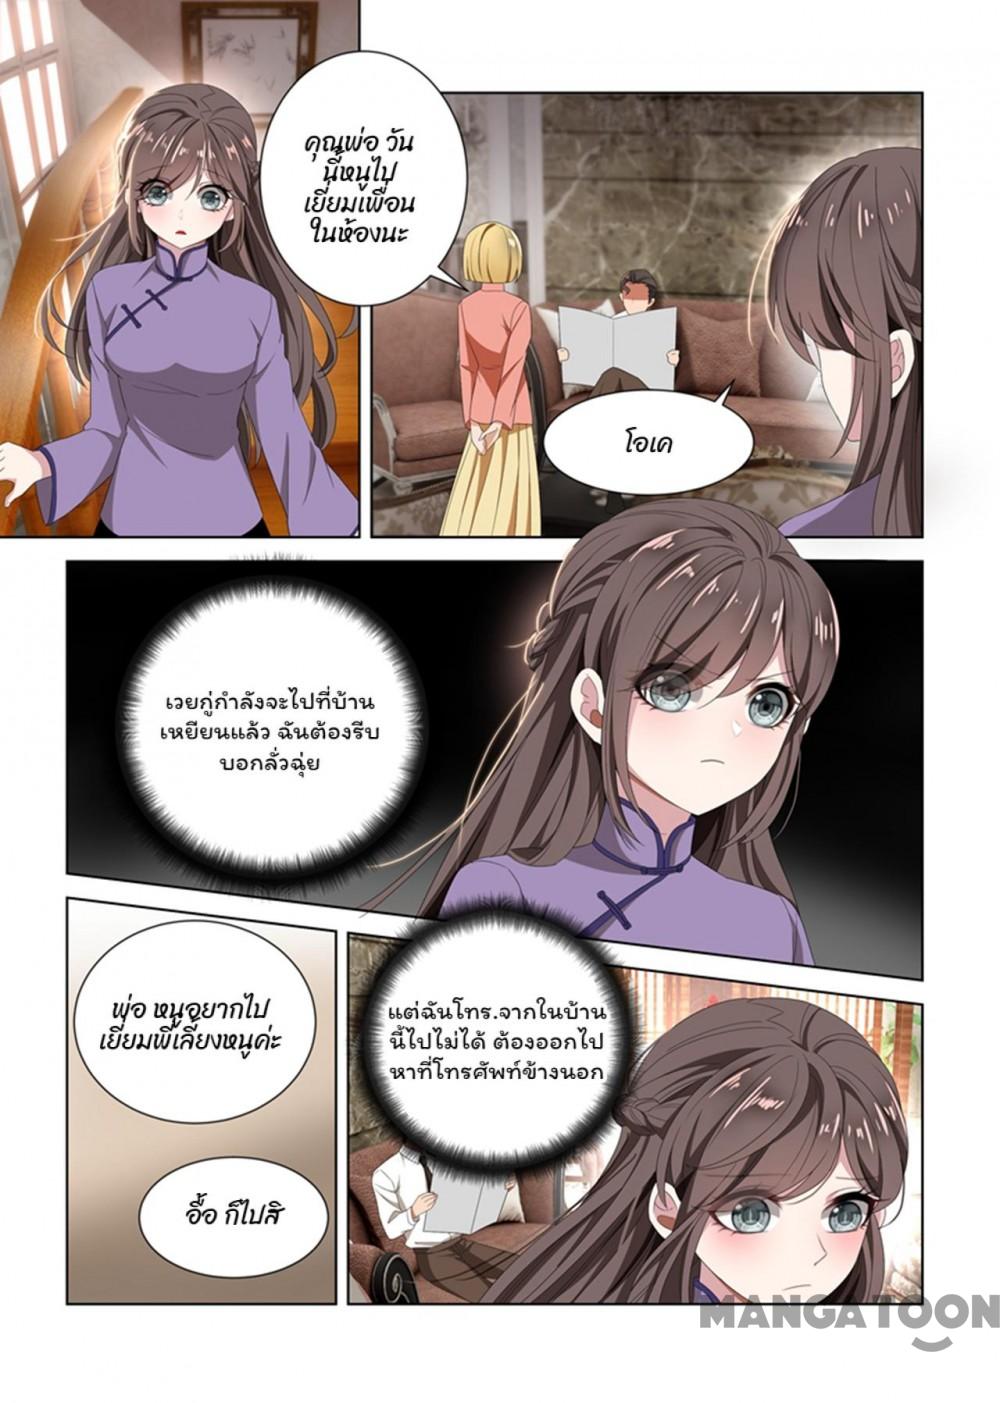 คุณพ่อ วัน
นี้หนูไป
เยี่ยมเพื่อน
ในห้องนะ
โอเค
เวยกู่กำลังจะไปที่บ้าน
เหยียนแล้ว ฉันต้องรีบ
บอกลั่วฉุ่ย
พ่อ หนูอยากไป
เยี่ยมพี่เลี้ยงหนูค่ะ
อื้อ ก็ไปสิ
แต่ฉันโทร.จากในบ้าน
นี้ไปไม่ได้ ต้องออกไป
หาที่โทรศัพท์ข้างนอก
MANGATOON